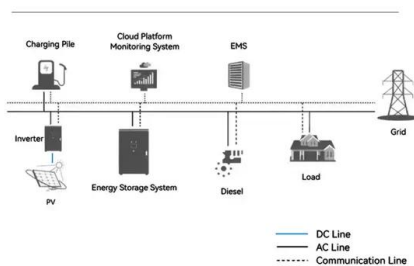 Cloud Platform
Monitoring System
Charging Pile
EMS
Inverter
Grid
PV
Energy Storage System
Diesel
Load
DC Line
AC Line
Communication Line